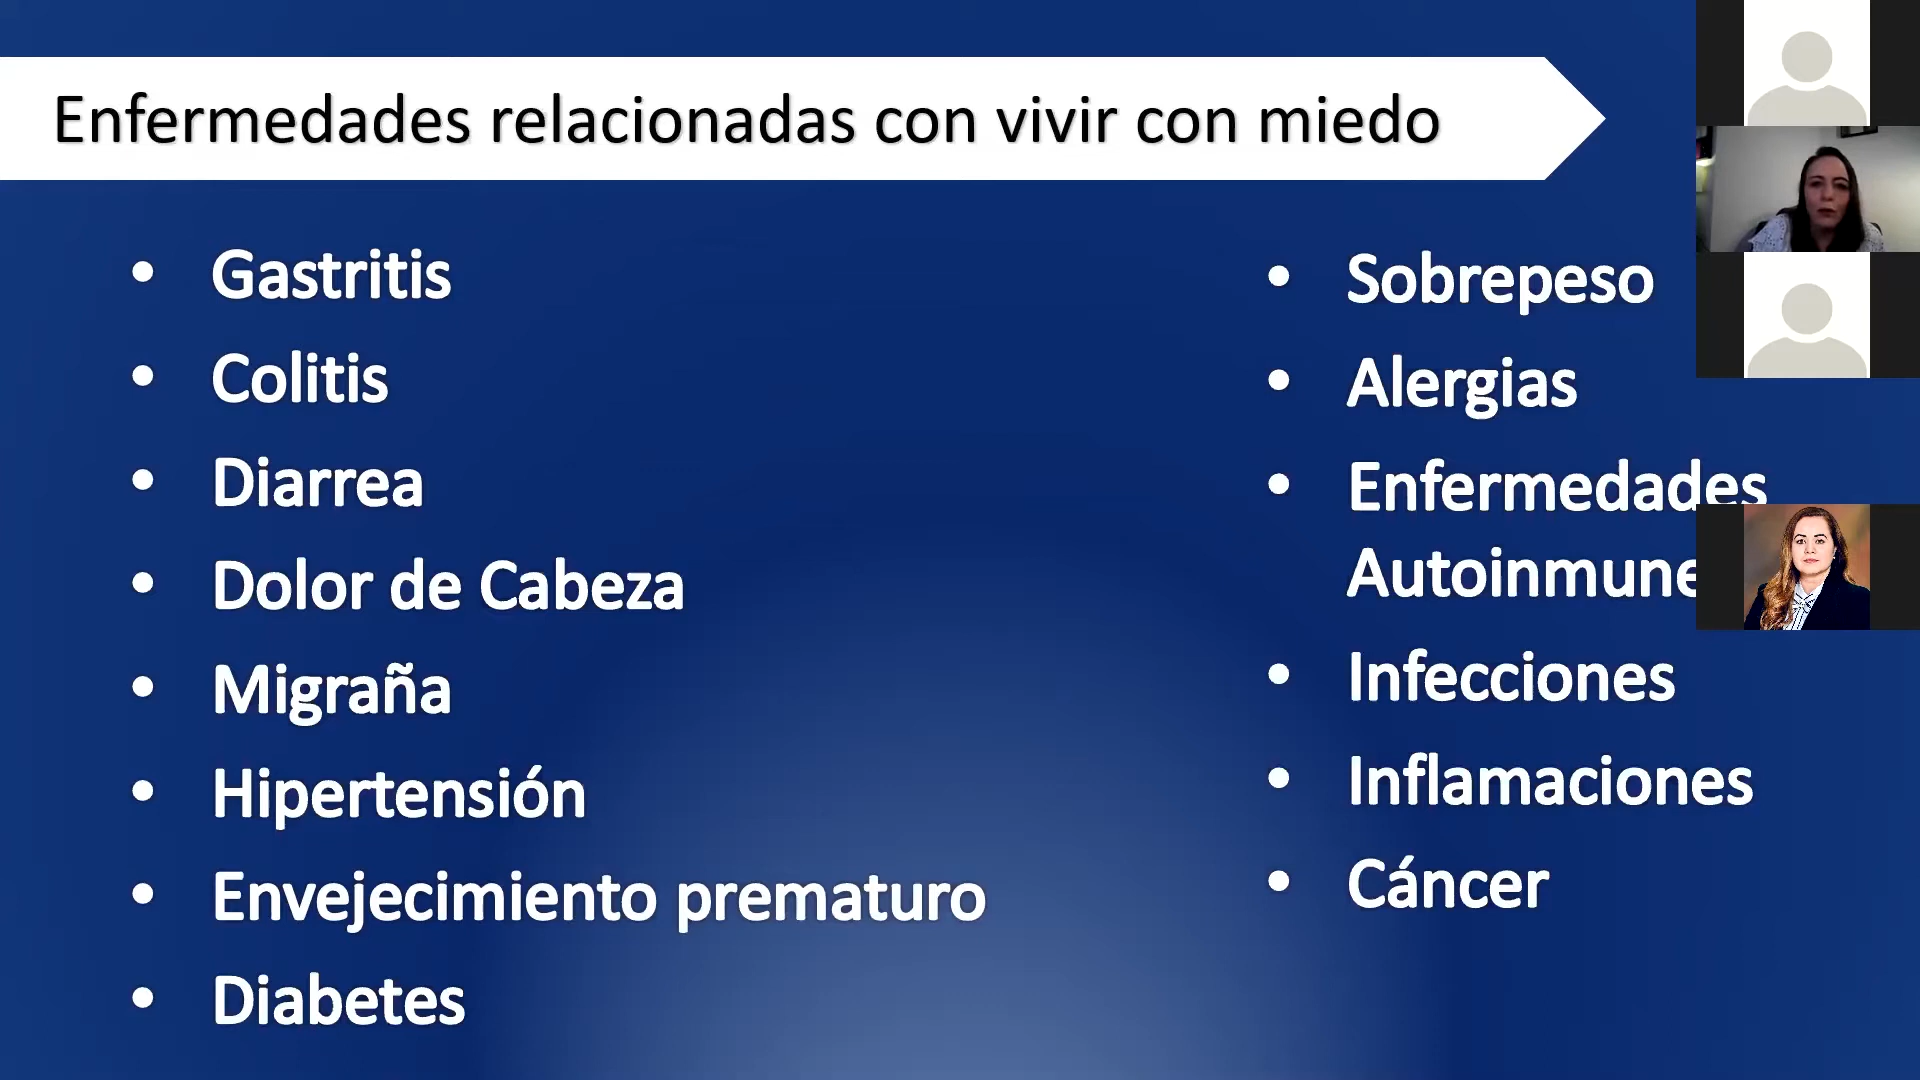 Enfermedades relacionadas con vivir con miedo
• Gastritis
• Colitis
• Diarrea
• Dolor de Cabeza
• Migraña
• Hipertensión
• Envejecimiento prematuro
• Diabetes
• Sobrepeso
• Alergias
• Enfermedades
Autoinmune
• Infecciones
• Inflamaciones
• Cáncer